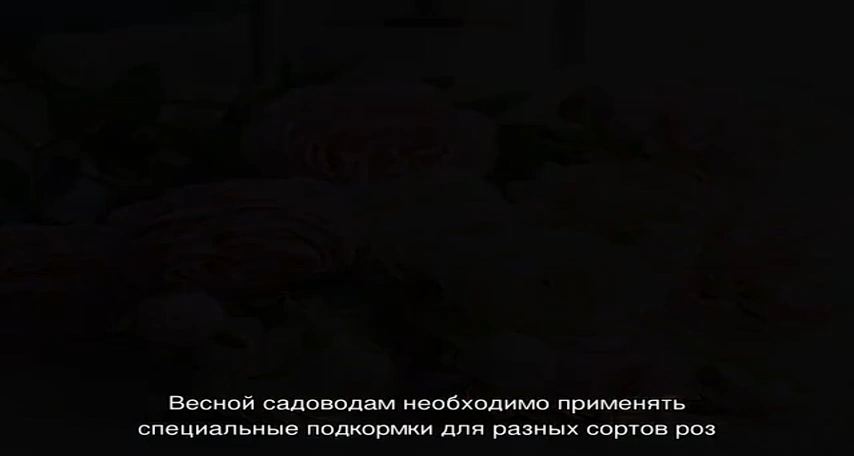 Весной садоводам необходимо применять
специальные подкормки для разных сортов роз